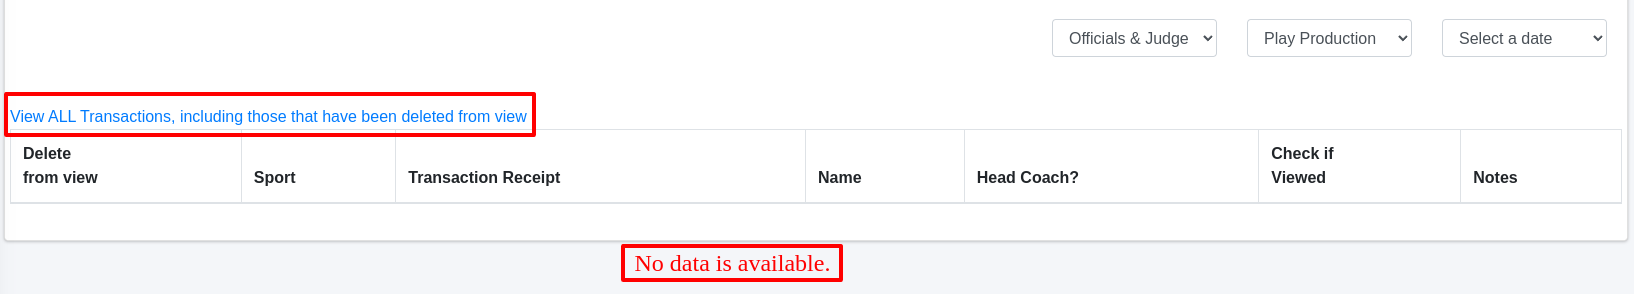 Officials & Judge
Play Production
Select a date
View ALL Transactions, including those that havw been deleted from view
Delete
from view
Sport
Transaction Receipt
Name
Head Coach?
Check if
Viewed
Notes
No data is available.